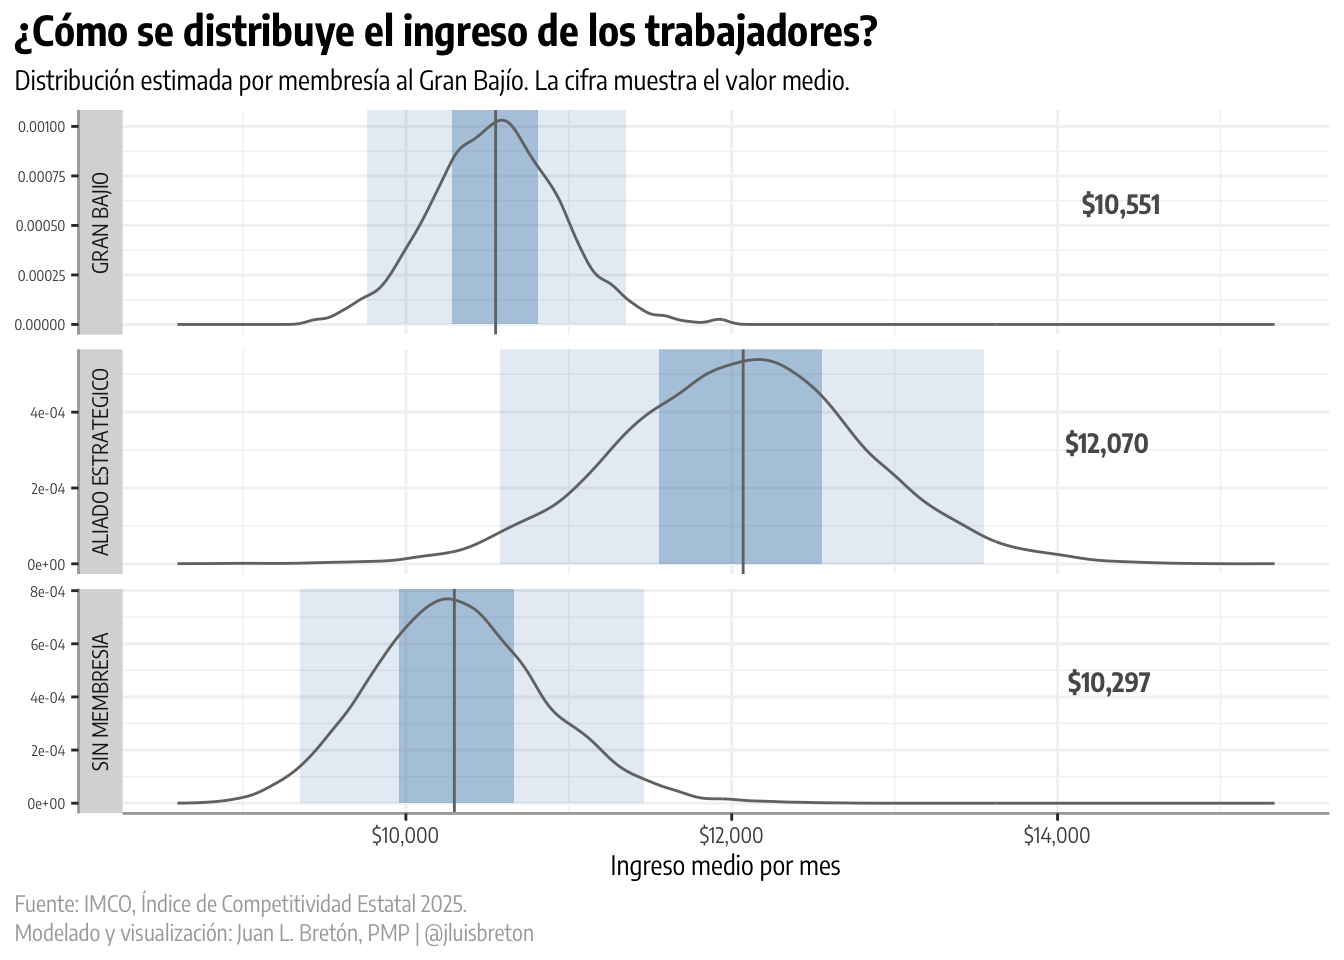 ¿Cómo se distribuye el ingreso de los trabajadores?
Distribución estimada por membresía al Gran Bajío. La cifra muestra el valor medio.
GRAN BAJIO
0.00100
0.00075
0.00050
0.00025
0.00000
$10,551
ALIADO ESTRATEGICO
4e-04
2e-04
0e+00
$12,070
SIN MEMBRESIA
8e-04
6e-04
4e-04
2e-04
0e+00
$10,297
$10,000
$12,000
$14,000
Ingreso medio por mes
Fuente: IMCO, Índice de Competitividad Estatal 2025.
Modelado y visualización: Juan L. Bretón, PMP | @jluisbreton